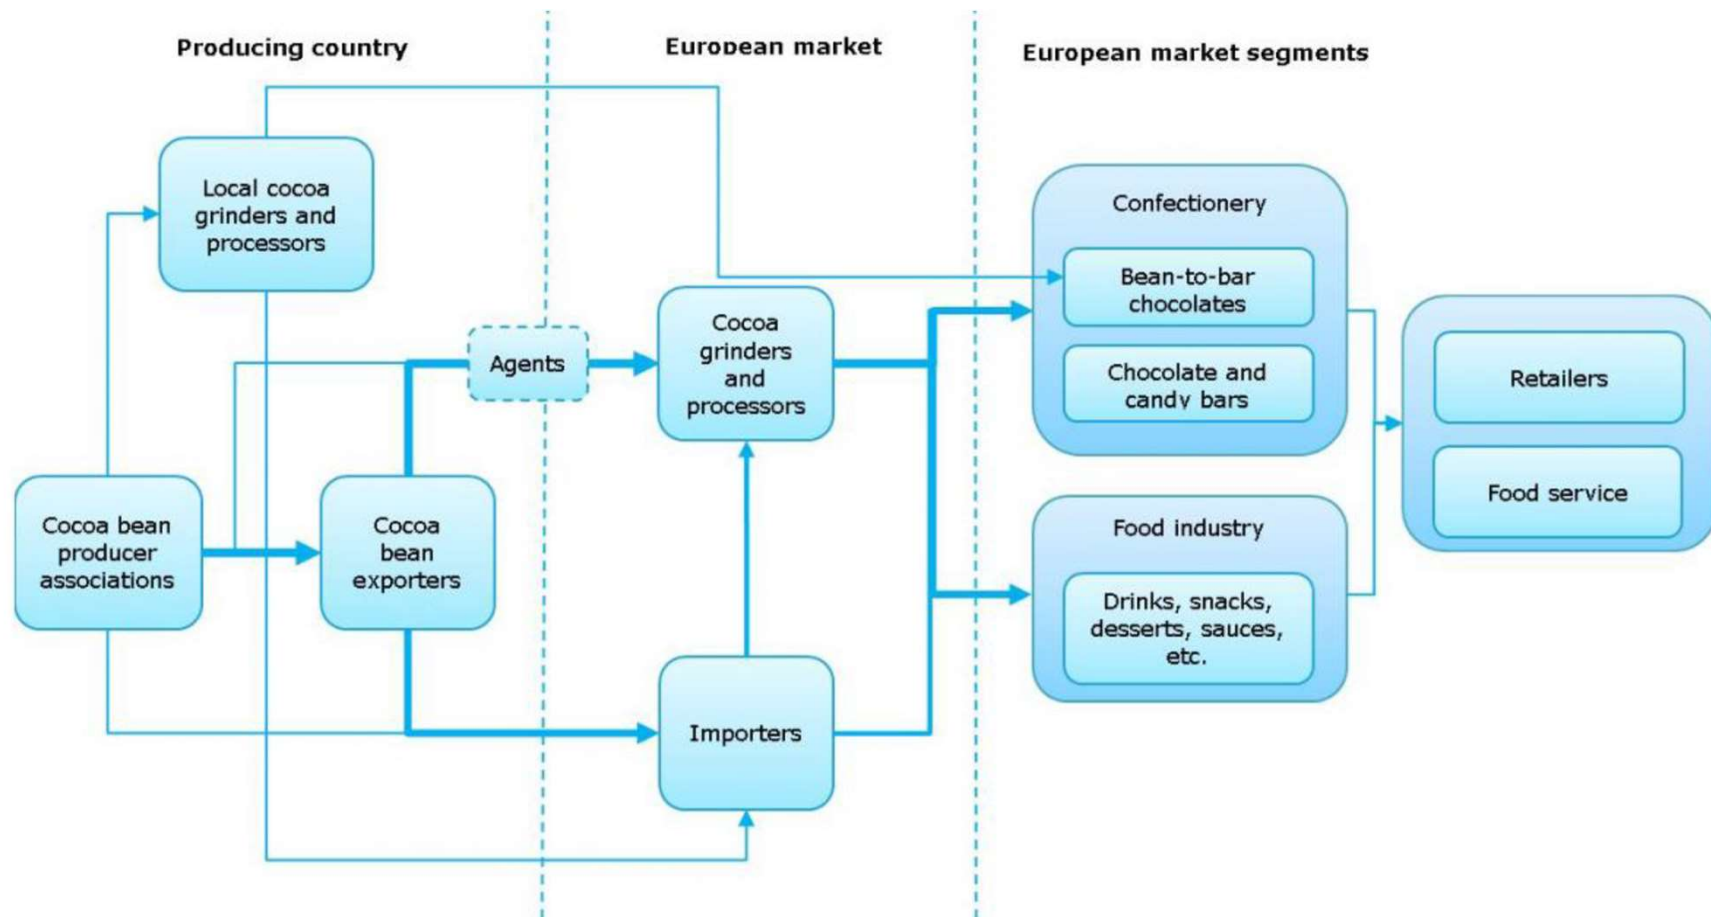 Producing country
European market
European market segments
Local cocoa
grinders and
processors
Agents
Cocoa bean
producer
associations
Cocoa
bean
exporters
Cocoa
grinders
and
processors
Importers
Confectionery
Bean-to-bar
chocolates
Chocolate and
candy bars
Food industry
Drinks, snacks,
desserts, sauces,
etc.
Retailers
Food service